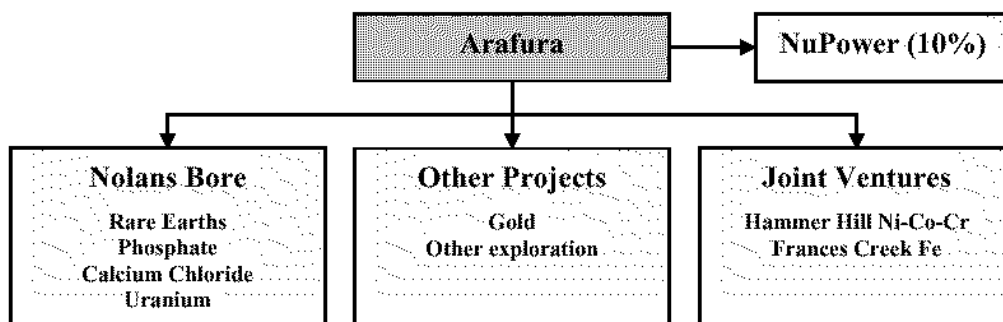 Arafura
NuPower (10%)
Nolans Bore
Rare Earths
Phosphate
Calcium Chloride
Uranium
Other Projects
Gold
Other exploration
Joint Ventures
Hammer Hill Ni-Co-Cr
Frances Creek Fe